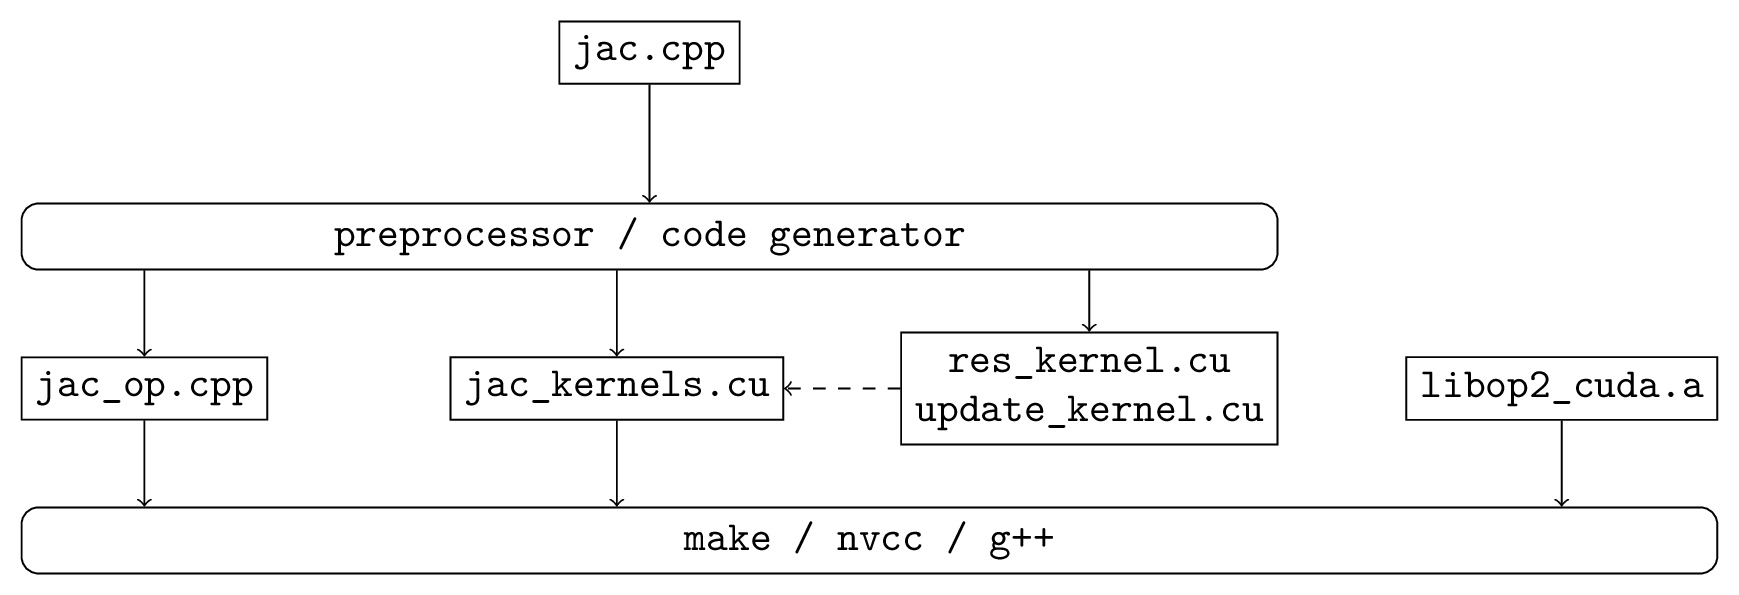 jac.cpp
preprocessor / code generator
jac_op.cpp
jac_kernels.cu
res_kernel.cu
update_kernel.cu
libop2_cuda.a
make / nvcc / g++